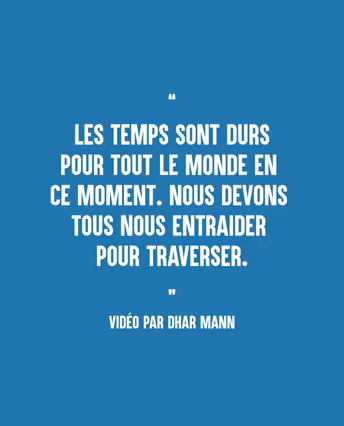 "
LES TEMPS SONT DURS
POUR TOUT LE MONDE EN
CE MOMENT. NOUS DEVONS
TOUS NOUS ENTRAIDER
POUR TRAVERSER.
"
VIDÉO PAR DHAR MANN